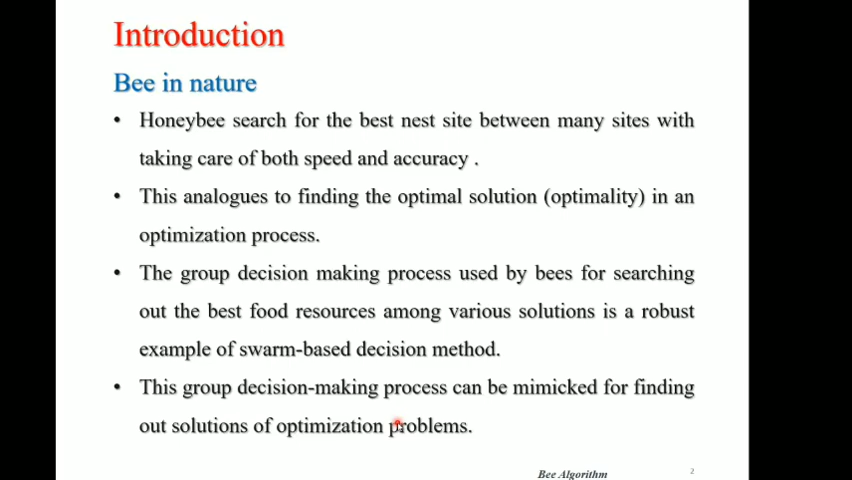 Introduction
Bee in nature
• Honeybee search for the best nest site between many sites with
taking care of both speed and accuracy .
• This analogues to finding the optimal solution (optimality) in an
optimization process.
• The group decision making process used by bees for searching
out the best food resources among various solutions is a robust
example of swarm-based decision method.
• This group decision-making process can be mimicked for finding
out solutions of optimization problems.
Bee Algorithm
2